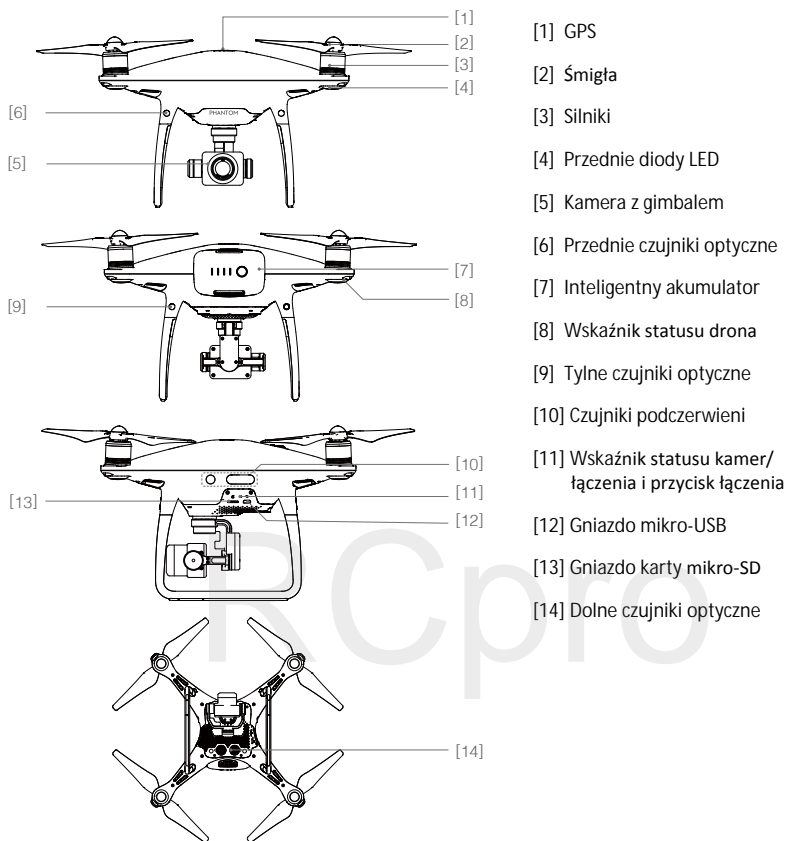 [1]
[2]
[3]
[4]
[6]
[5]
PHANTOM
[7]
[8]
[9]
[10]
[11]
[13]
[12]
[14]
[1] GPS
[2] Śmigła
[3] Silniki
[4] Przednie diody LED
[5] Kamera z gimbalem
[6] Przednie czujniki optyczne
[7] Inteligentny akumulator
[8] Wskaźnik statusu drona
[9] Tylne czujniki optyczne
[10] Czujniki podczerwieni
[11] Wskaźnik statusu kamer/
łączenia i przycisk łączenia
[12] Gniazdo mikro-USB
[13] Gniazdo karty mikro-SD
[14] Dolne czujniki optyczne
RCpro